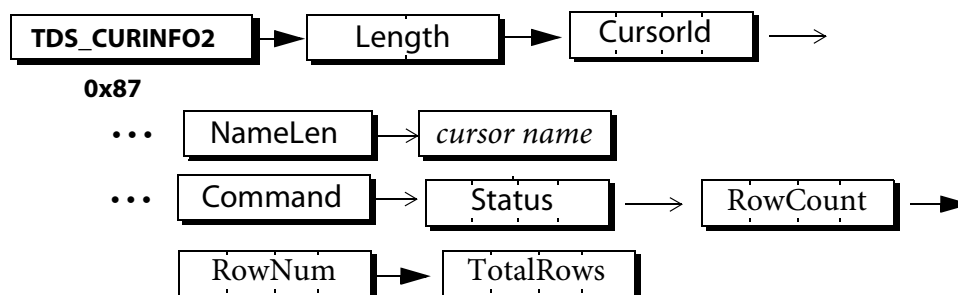 TDS_CURINFO2 Length CursorId
0x87
••• NameLen cursor name
••• Command Status RowCount
RowNum TotalRows